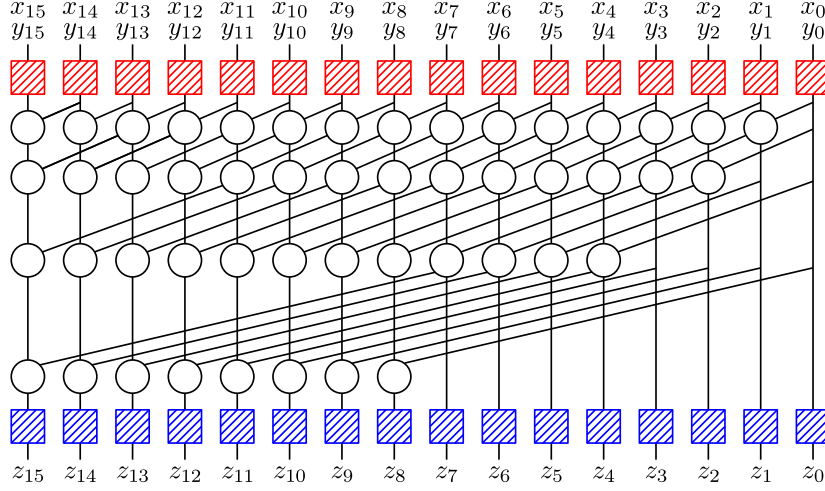 x₁₅ x₁₄ x₁₃ x₁₂ x₁₁ x₁₀ x₉ x₈ x₇ x₆ x₅ x₄ x₃ x₂ x₁ x₀
y₁₅ y₁₄ y₁₃ y₁₂ y₁₁ y₁₀ y₉ y₈ y₇ y₆ y₅ y₄ y₃ y₂ y₁ y₀
z₁₅ z₁₄ z₁₃ z₁₂ z₁₁ z₁₀ z₉ z₈ z₇ z₆ z₅ z₄ z₃ z₂ z₁ z₀